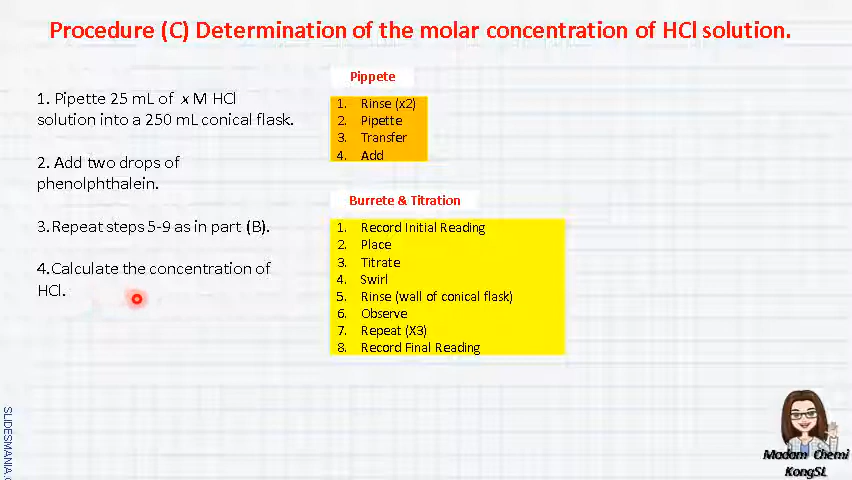 Procedure (C) Determination of the molar concentration of HCl solution.
1. Pipette 25 mL of x M HCl
solution into a 250 mL conical flask.
2. Add two drops of
phenolphthalein.
3.Repeat steps 5-9 as in part (B).
4.Calculate the concentration of
HCl.
Pippete
1. Rinse (x2)
2. Pipette
3. Transfer
4. Add
Burrete & Titration
1. Record Initial Reading
2. Place
3. Titrate
4. Swirl
5. Rinse (wall of conical flask)
6. Observe
7. Repeat (X3)
8. Record Final Reading
SLIDESMANIA.C
Madam Chemi
KongSL